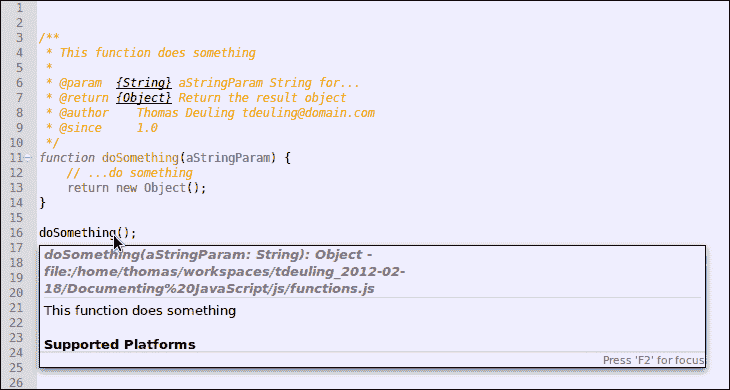 1
2
3 /**
4  * This function does something
5  *
6  * @param  {String} aStringParam String for...
7  * @return {Object} Return the result object
8  * @author    Thomas Deuling tdeuling@domain.com
9  * @since     1.0
10  */
11 function doSomething(aStringParam) {
12     // ...do something
13     return new Object();
14 }
15
16 doSomething();
17 doSomething(aStringParam: String): Object -
18 file:/home/thomas/workspaces/tdeuling_2012-02-
19 18/Documenting%20JavaScript/js/functions.js
20
21 This function does something
22
23 Supported Platforms
24 Press 'F2' for focus
25
26